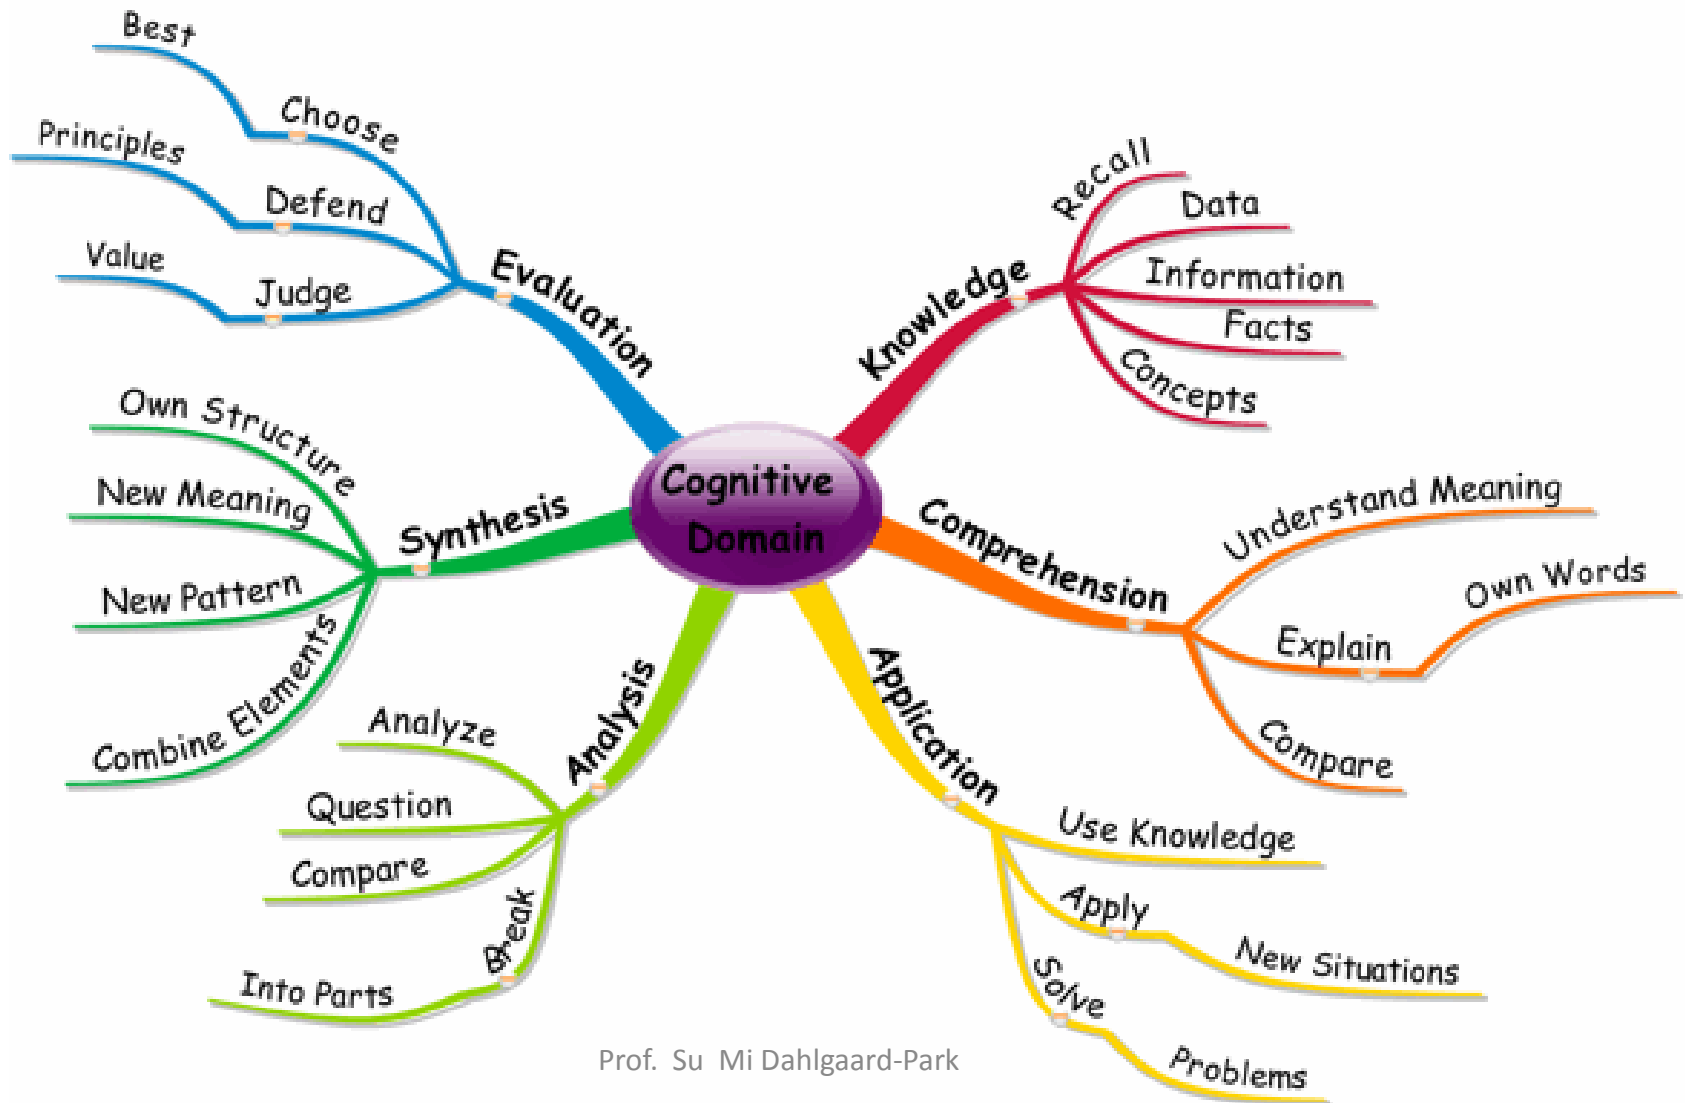 Cognitive
Domain
Knowledge
Recall
Data
Information
Facts
Concepts
Comprehension
Understand Meaning
Explain
Own Words
Compare
Application
Use Knowledge
Apply
New Situations
Solve
Problems
Analysis
Analyze
Question
Compare
Break
Into Parts
Synthesis
Own Structure
New Meaning
New Pattern
Combine Elements
Evaluation
Choose
Best
Defend
Principles
Judge
Value
Prof. Su Mi Dahlgaard-Park